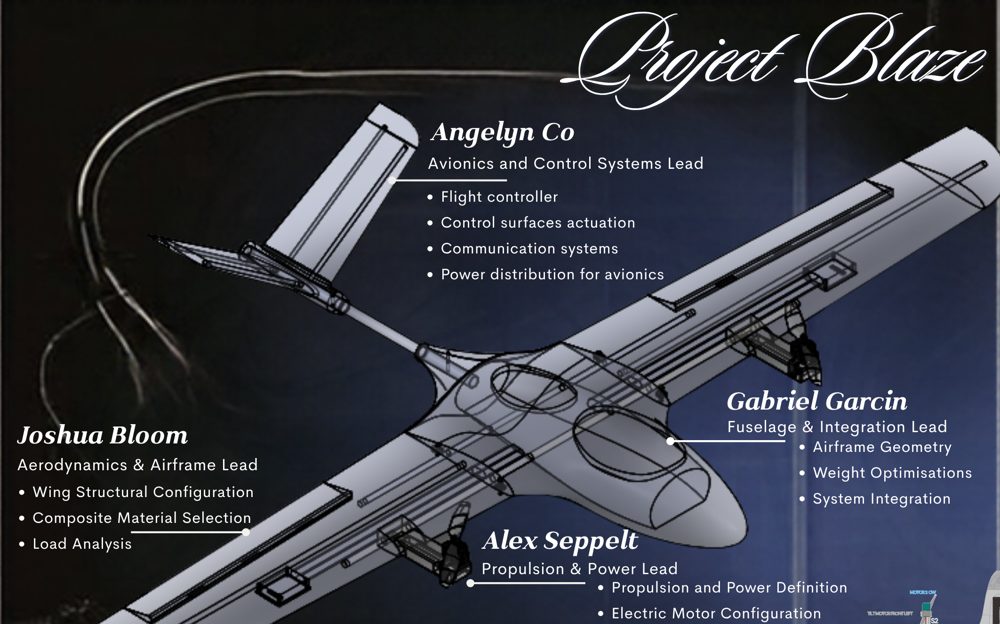 Project Blaze
Angelyn Co
Avionics and Control Systems Lead
• Flight controller
• Control surfaces actuation
• Communication systems
• Power distribution for avionics
Gabriel Garcin
Fuselage & Integration Lead
• Airframe Geometry
• Weight Optimisations
• System Integration
Joshua Bloom
Aerodynamics & Airframe Lead
• Wing Structural Configuration
• Composite Material Selection
• Load Analysis
Alex Seppelt
Propulsion & Power Lead
• Propulsion and Power Definition
• Electric Motor Configuration
S2